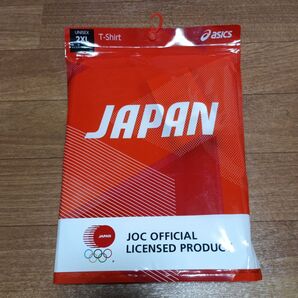 UNISEX
2XL
T-Shirt
asics
JAPAN
JAPAN
JOC OFFICIAL
LICENSED PRODUCT